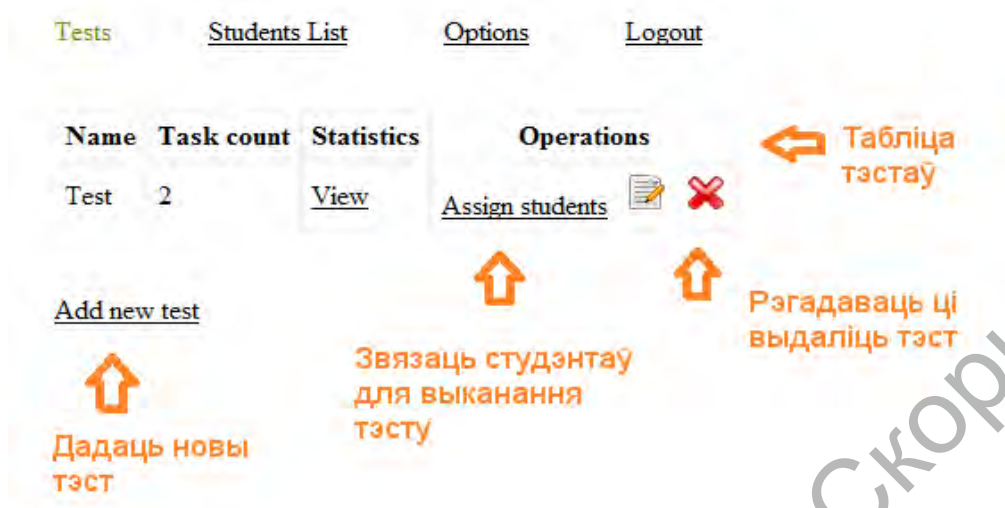 Tests Students List Options Logout
Name Task count Statistics Operations
Test 2 View Assign students
Табліца
тэстаў
Add new test
Рэгадаваць ці
выдаліць тэст
Звязаць студэнтаў
для выканання
тэсту
Дадаць новы
тэст
Скори